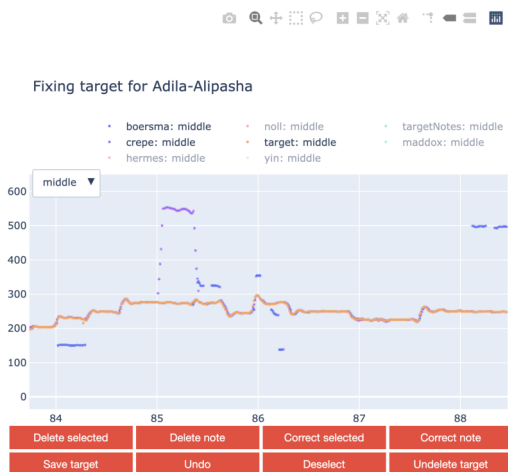 Fixing target for Adila-Alipasha
boersma: middle noll: middle targetNotes: middle
crepe: middle target: middle maddox: middle
hermes: middle yin: middle
middle ▼
600
500
400
300
200
100
0
84 85 86 87 88
Delete selected Delete note Correct selected Correct note
Save target Undo Deselect Undelete target